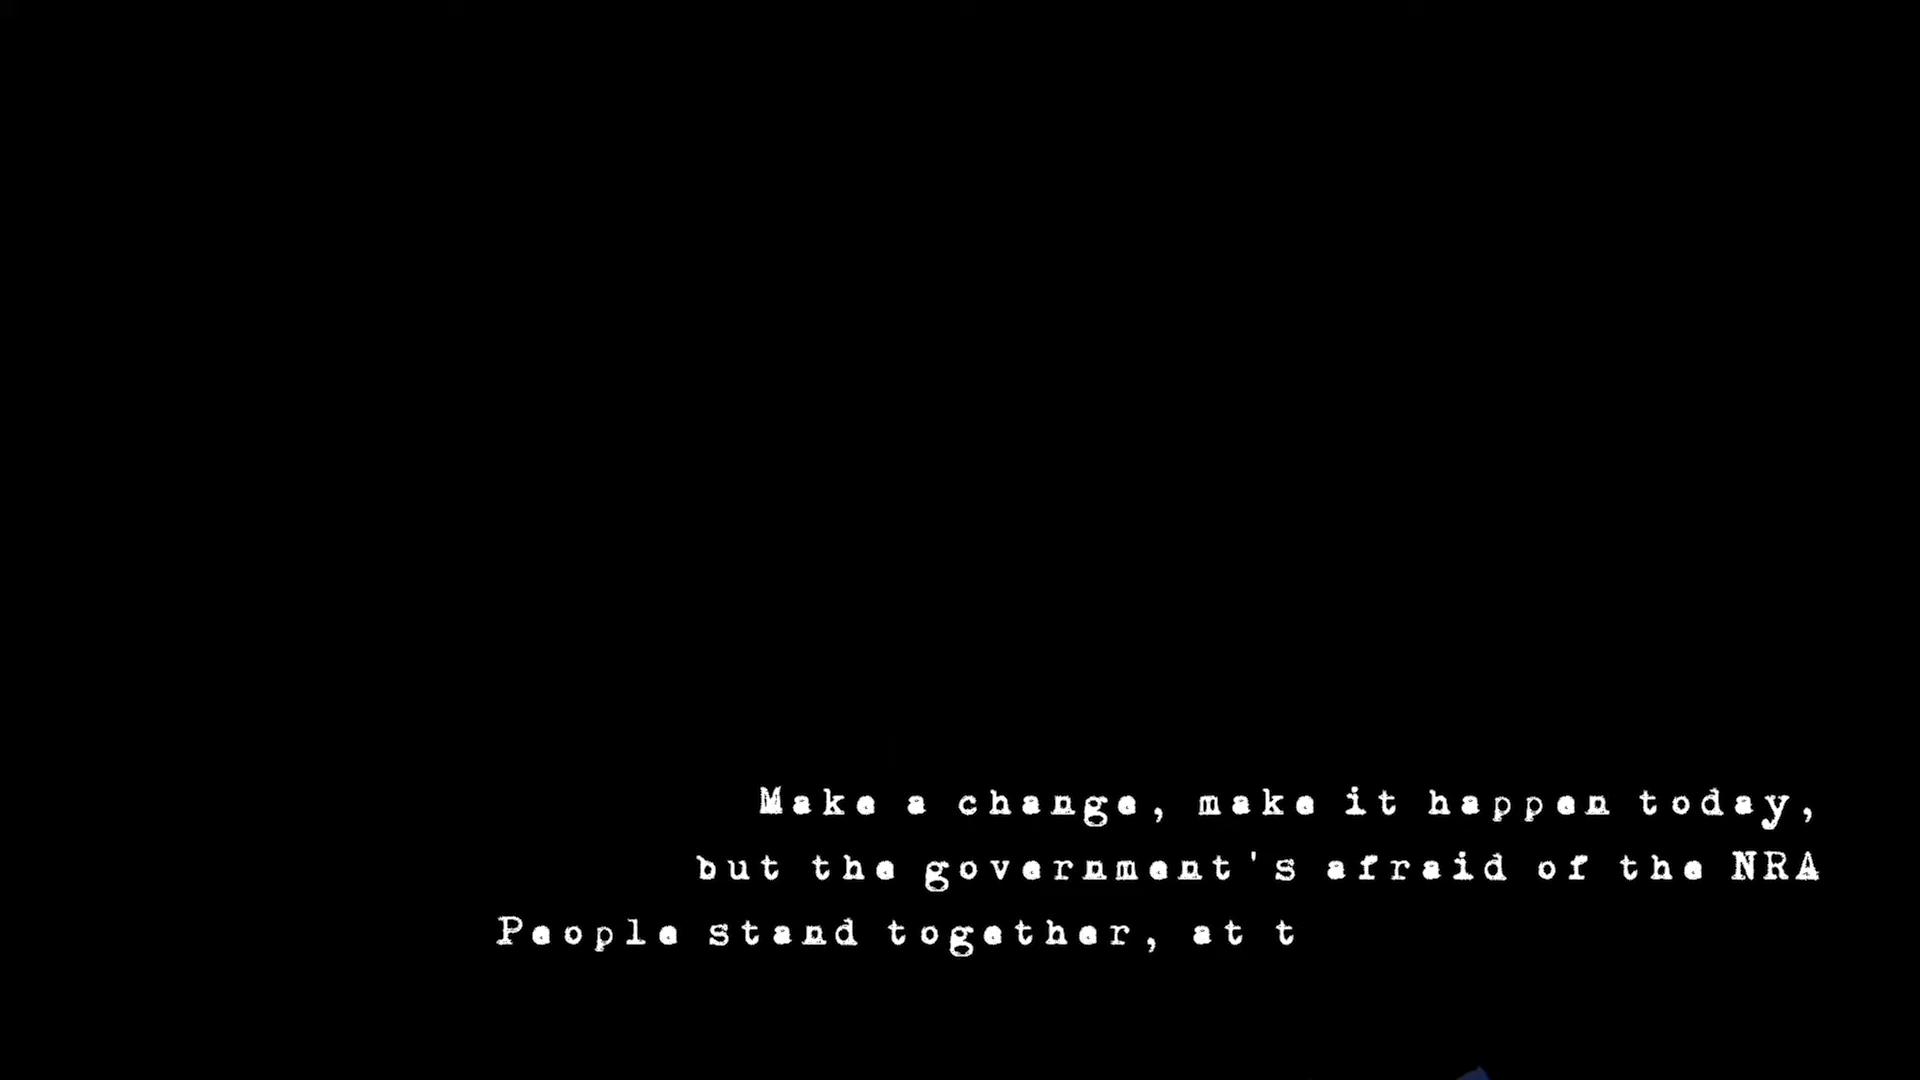 Make a change, make it happen today,
but the government's afraid of the NRA
People stand together, at t